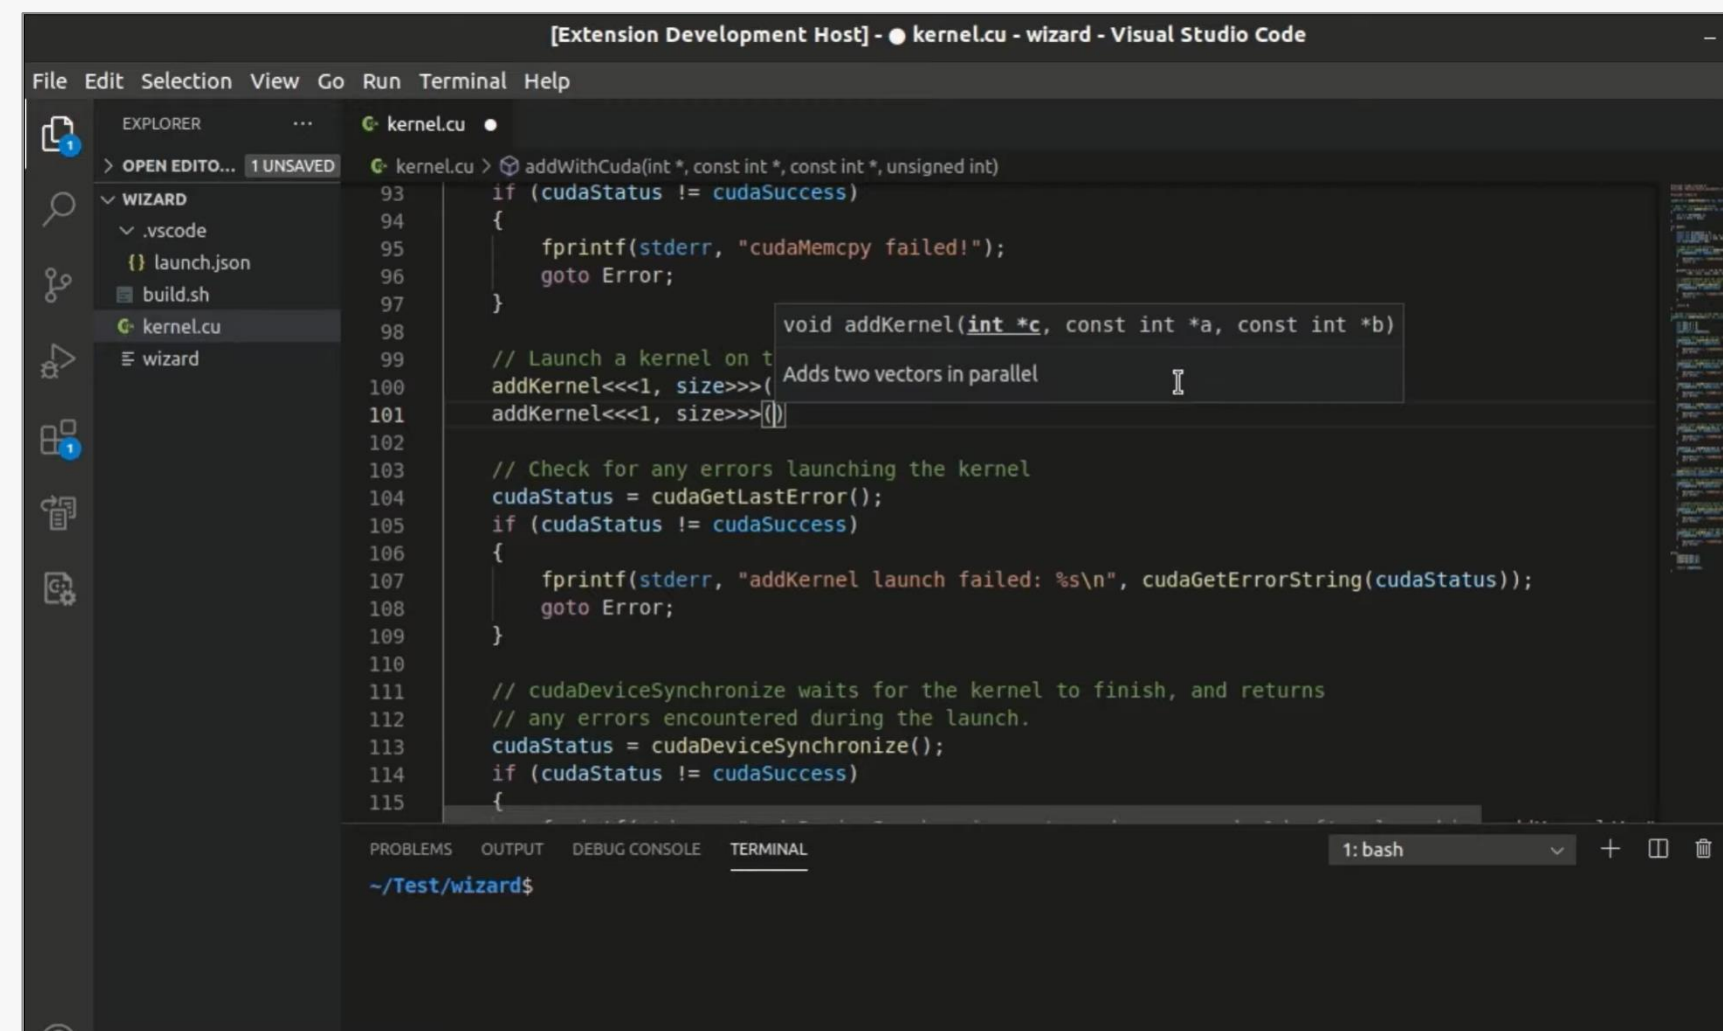 [Extension Development Host] - ● kernel.cu - wizard - Visual Studio Code
File Edit Selection View Go Run Terminal Help
EXPLORER ···
kernel.cu ●
OPEN EDITO... 1 UNSAVED
kernel.cu > addWithCuda(int *, const int *, const int *, unsigned int)
WIZARD
.vscode
{} launch.json
build.sh
kernel.cu
wizard
1
1
93 if (cudaStatus != cudaSuccess)
94 {
95 fprintf(stderr, "cudaMemcpy failed!");
96 goto Error;
97 }
98
void addKernel(int *c, const int *a, const int *b)
Adds two vectors in parallel
99 // Launch a kernel on t
100 addKernel<<<1, size>>>(
101 addKernel<<<1, size>>>()
102
103 // Check for any errors launching the kernel
104 cudaStatus = cudaGetLastError();
105 if (cudaStatus != cudaSuccess)
106 {
107 fprintf(stderr, "addKernel launch failed: %s\n", cudaGetErrorString(cudaStatus));
108 goto Error;
109 }
110
111 // cudaDeviceSynchronize waits for the kernel to finish, and returns
112 // any errors encountered during the launch.
113 cudaStatus = cudaDeviceSynchronize();
114 if (cudaStatus != cudaSuccess)
115 {
PROBLEMS OUTPUT DEBUG CONSOLE TERMINAL 1: bash
~/Test/wizard$